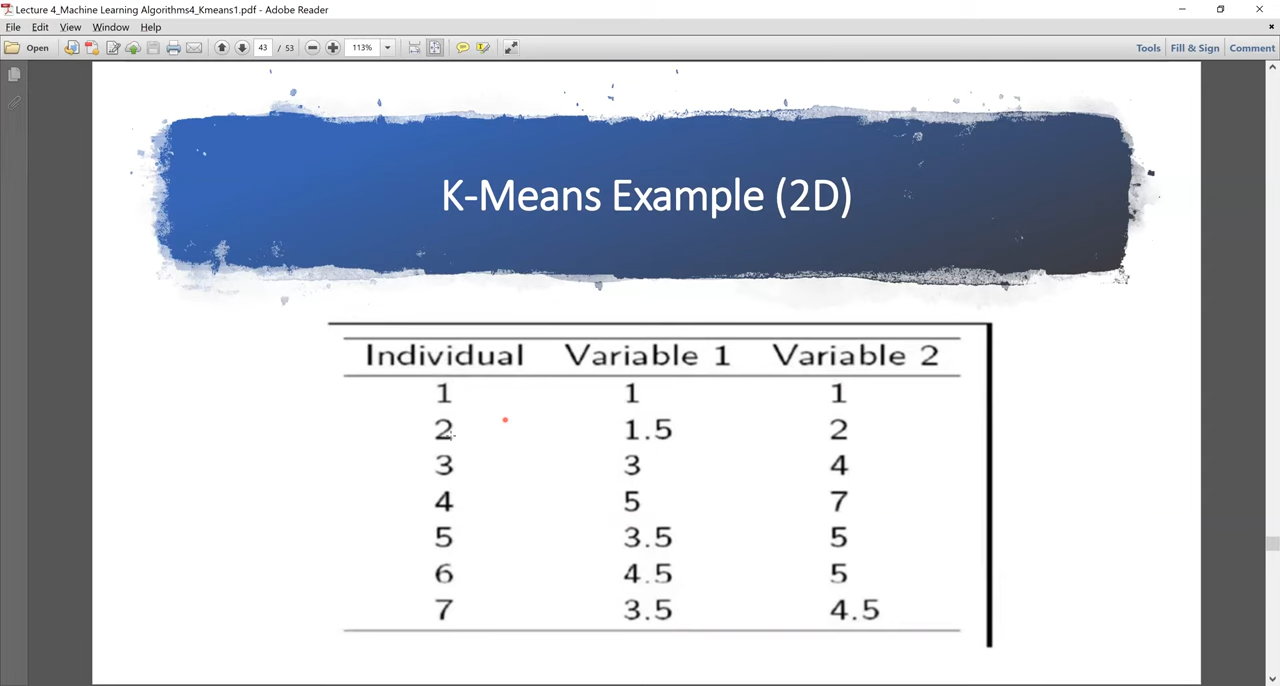 Lecture 4_Machine Learning Algorithms4_Kmeans1.pdf - Adobe Reader
File Edit View Window Help
Open 43 / 53 113% Tools Fill & Sign Comment
K-Means Example (2D)
Individual Variable 1 Variable 2
1 1 1
2 1.5 2
3 3 4
4 5 7
5 3.5 5
6 4.5 5
7 3.5 4.5